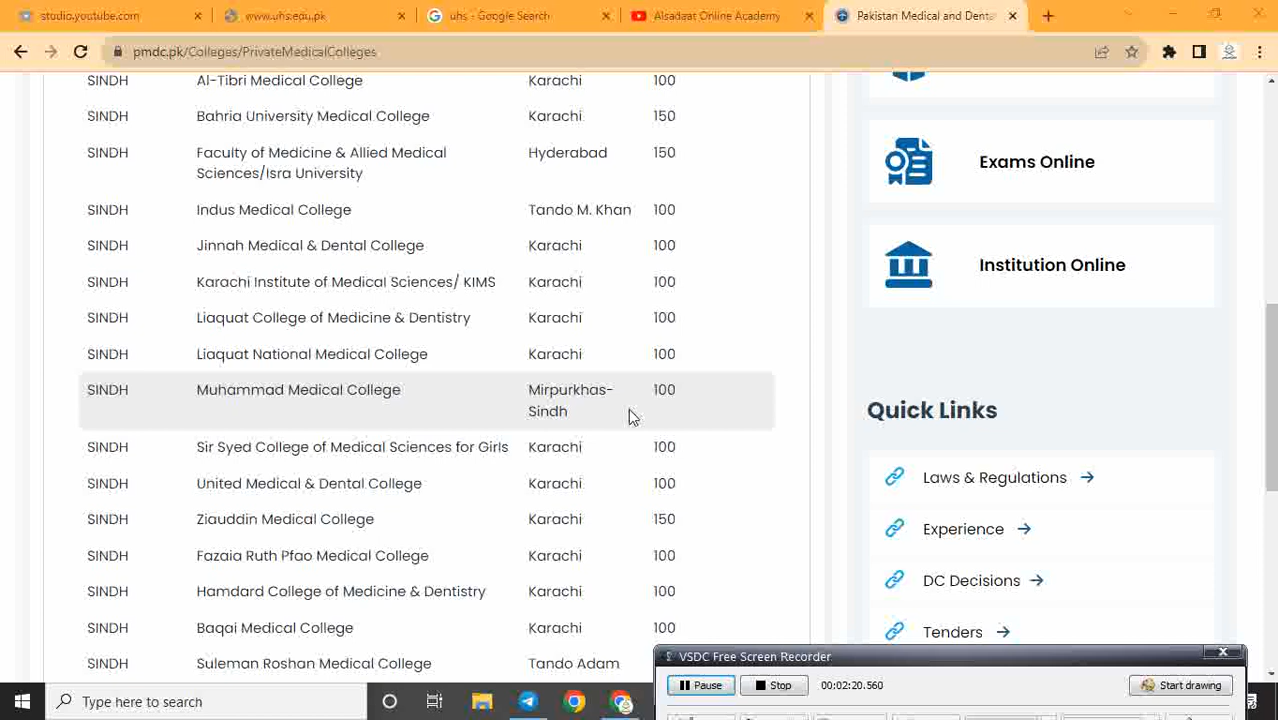 studio.youtube.com
www.uhs.edu.pk
uhs - Google Search
Alsadaat Online Academy
Pakistan Medical and Denta
pmdc.pk/Colleges/PrivateMedicalColleges
SINDH Al-Tibri Medical College Karachi 100
SINDH Bahria University Medical College Karachi 150
SINDH Faculty of Medicine & Allied Medical Hyderabad 150
Sciences/Isra University
SINDH Indus Medical College Tando M. Khan 100
SINDH Jinnah Medical & Dental College Karachi 100
SINDH Karachi Institute of Medical Sciences/ KIMS Karachi 100
SINDH Liaquat College of Medicine & Dentistry Karachi 100
SINDH Liaquat National Medical College Karachi 100
SINDH Muhammad Medical College Mirpurkhas- 100
Sindh
SINDH Sir Syed College of Medical Sciences for Girls Karachi 100
SINDH United Medical & Dental College Karachi 100
SINDH Ziauddin Medical College Karachi 150
SINDH Fazaia Ruth Pfao Medical College Karachi 100
SINDH Hamdard College of Medicine & Dentistry Karachi 100
SINDH Baqai Medical College Karachi 100
SINDH Suleman Roshan Medical College Tando Adam
Exams Online
Institution Online
Quick Links
Laws & Regulations
Experience
DC Decisions
Tenders
VSDC Free Screen Recorder
Pause Stop 00:02:20.560 Start drawing
Type here to search